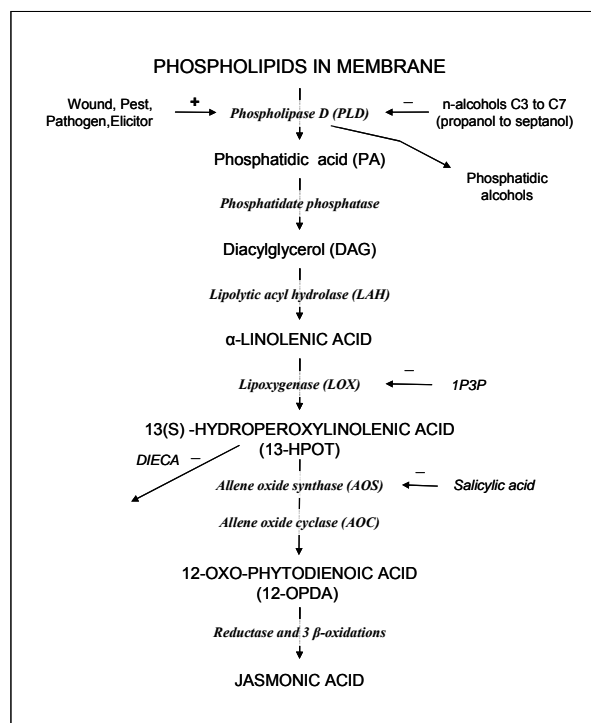 PHOSPHOLIPIDS IN MEMBRANE
Wound, Pest,
Pathogen,Elicitor
+
Phospholipase D (PLD)
–
n-alcohols C3 to C7
(propanol to septanol)
Phosphatidic acid (PA)
Phosphatidic
alcohols
Phosphatidate phosphatase
Diacylglycerol (DAG)
Lipolytic acyl hydrolase (LAH)
α-LINOLENIC ACID
Lipoxygenase (LOX)
–
1P3P
13(S) -HYDROPEROXYLINOLENIC ACID
(13-HPOT)
DIECA
–
Allene oxide synthase (AOS)
–
Salicylic acid
Allene oxide cyclase (AOC)
12-OXO-PHYTODIENOIC ACID
(12-OPDA)
Reductase and 3 β-oxidations
JASMONIC ACID